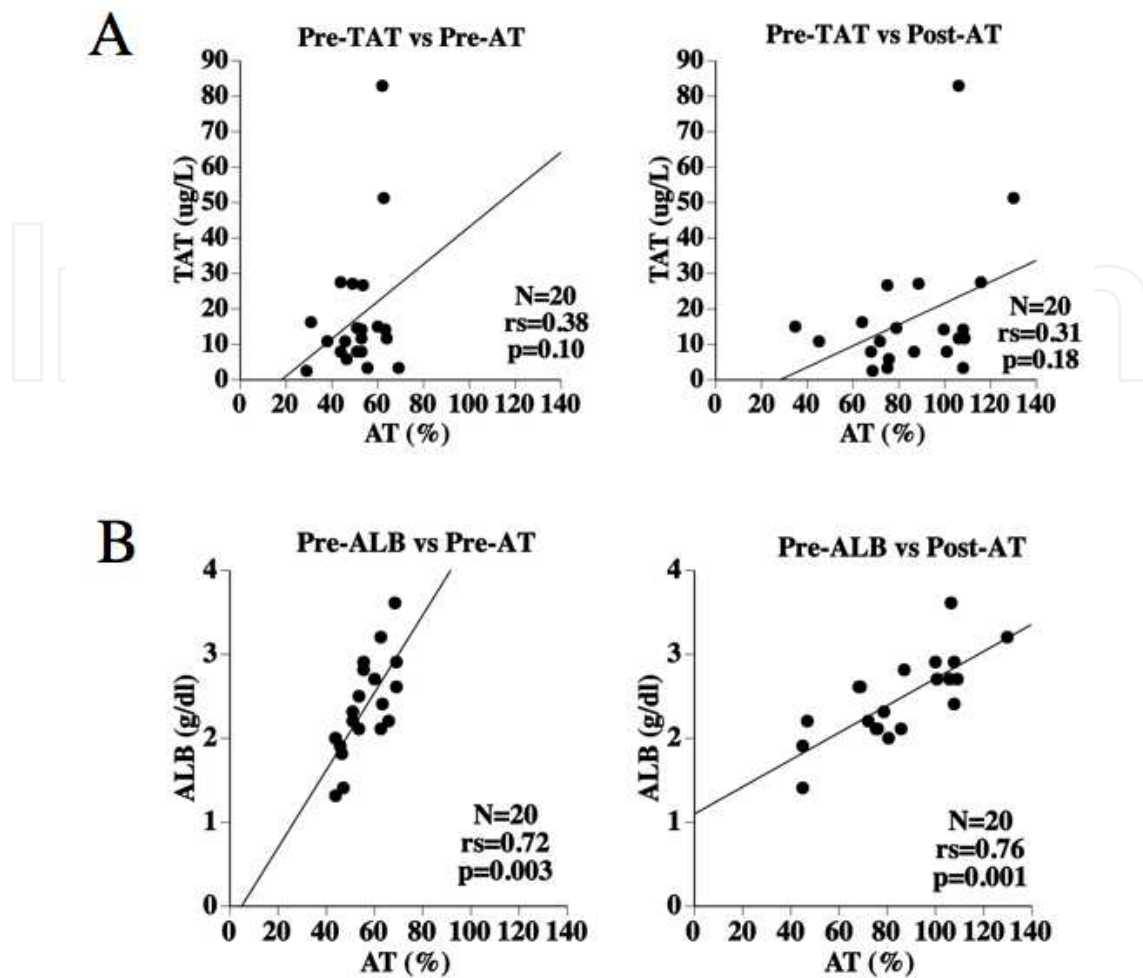 A
Pre-TAT vs Pre-AT
90
80
70
60
50
40
30
20
10
0
TAT (ug/L)
N=20
rs=0.38
p=0.10
0 20 40 60 80 100 120 140
AT (%)
Pre-TAT vs Post-AT
90
80
70
60
50
40
30
20
10
0
TAT (ug/L)
N=20
rs=0.31
p=0.18
0 20 40 60 80 100 120 140
AT (%)
B
Pre-ALB vs Pre-AT
4
3
2
1
0
ALB (g/dl)
N=20
rs=0.72
p=0.003
0 20 40 60 80 100 120 140
AT (%)
Pre-ALB vs Post-AT
4
3
2
1
0
ALB (g/dl)
N=20
rs=0.76
p=0.001
0 20 40 60 80 100 120 140
AT (%)